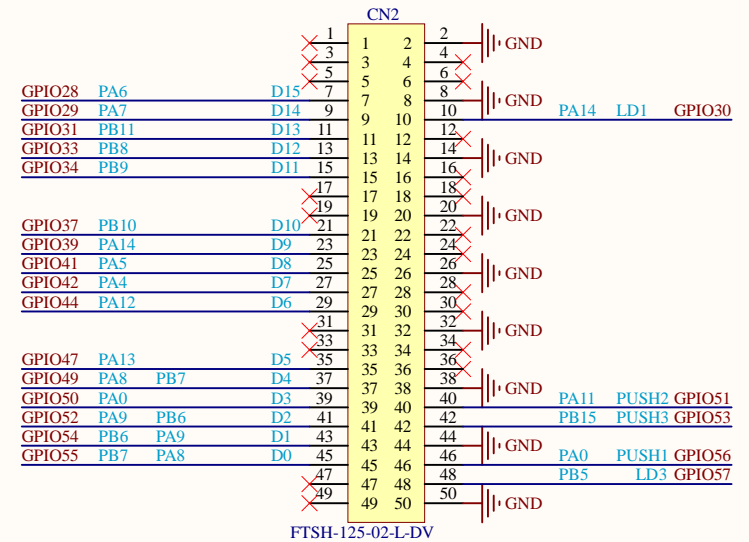 CN2
1 1 2 2 GND
3 3 4 4
5 5 6 6
GPIO28 PA6 D15 7 7 8 8 GND
GPIO29 PA7 D14 9 9 10 10 PA14 LD1 GPIO30
GPIO31 PB11 D13 11 11 12 12
GPIO33 PB8 D12 13 13 14 14 GND
GPIO34 PB9 D11 15 15 16 16
17 17 18 18
19 19 20 20 GND
GPIO37 PB10 D10 21 21 22 22
GPIO39 PA14 D9 23 23 24 24
GPIO41 PA5 D8 25 25 26 26 GND
GPIO42 PA4 D7 27 27 28 28
GPIO44 PA12 D6 29 29 30 30
31 31 32 32 GND
33 33 34 34
GPIO47 PA13 D5 35 35 36 36
GPIO49 PA8 PB7 D4 37 37 38 38 GND
GPIO50 PA0 D3 39 39 40 40 PA11 PUSH2 GPIO51
GPIO52 PA9 PB6 D2 41 41 42 42 PB15 PUSH3 GPIO53
GPIO54 PB6 PA9 D1 43 43 44 44 GND
GPIO55 PB7 PA8 D0 45 45 46 46 PA0 PUSH1 GPIO56
47 47 48 48 PB5 LD3 GPIO57
49 49 50 50 GND
FTSH-125-02-L-DV